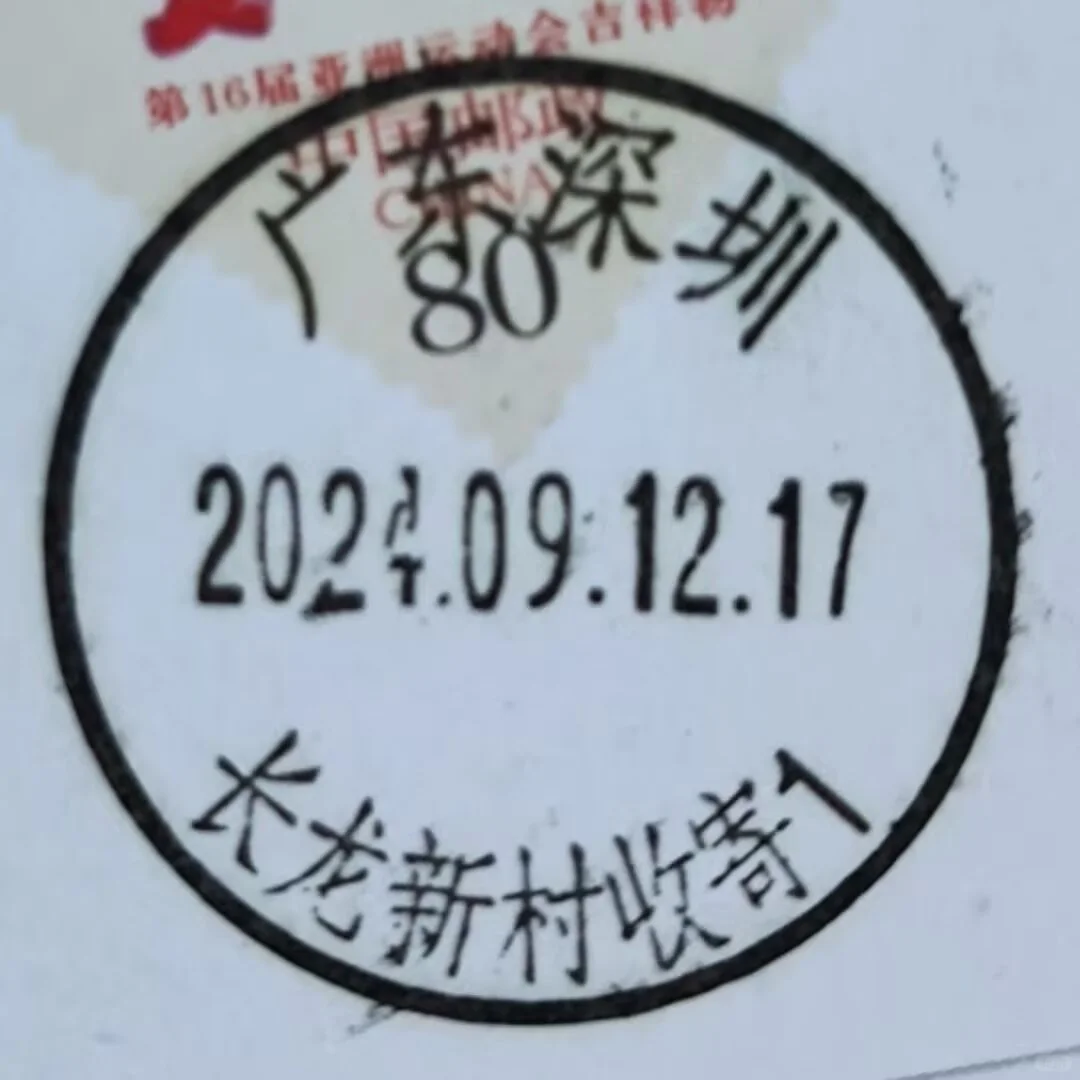 第16届亚洲运动会吉祥物
中国邮政
CHINA
80
广东深圳
2024.09.12.17
长龙新村收寄1